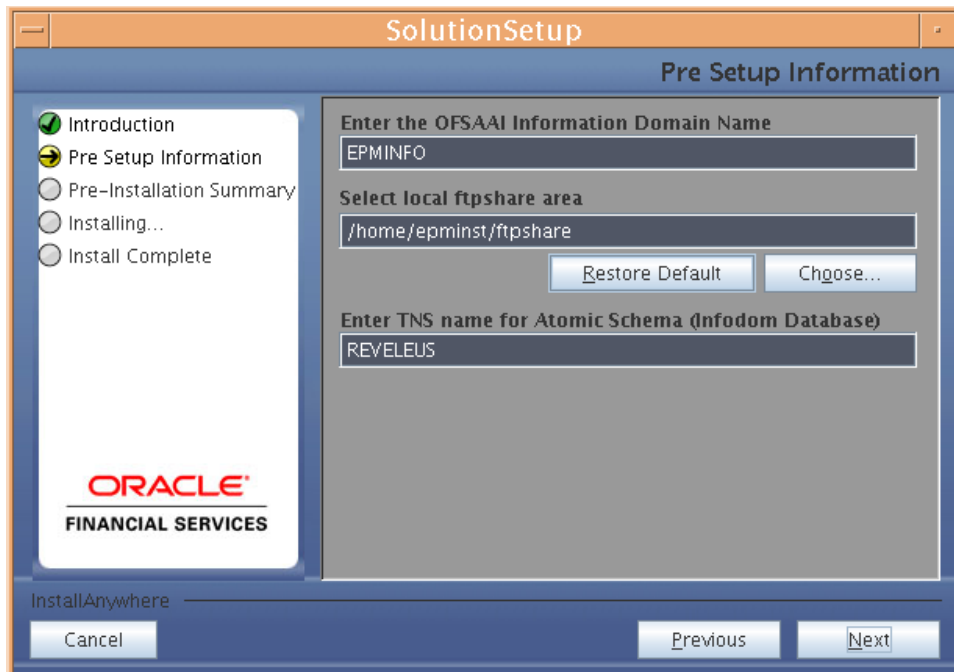 SolutionSetup
Pre Setup Information
Introduction
Pre Setup Information
Pre-Installation Summary
Installing...
Install Complete
ORACLE
FINANCIAL SERVICES
Enter the OFSAAI Information Domain Name
EPMINFO
Select local ftpshare area
/home/epminst/ftpshare
Restore Default
Choose...
Enter TNS name for Atomic Schema (Infodom Database)
REVELEUS
InstallAnywhere
Cancel
Previous
Next